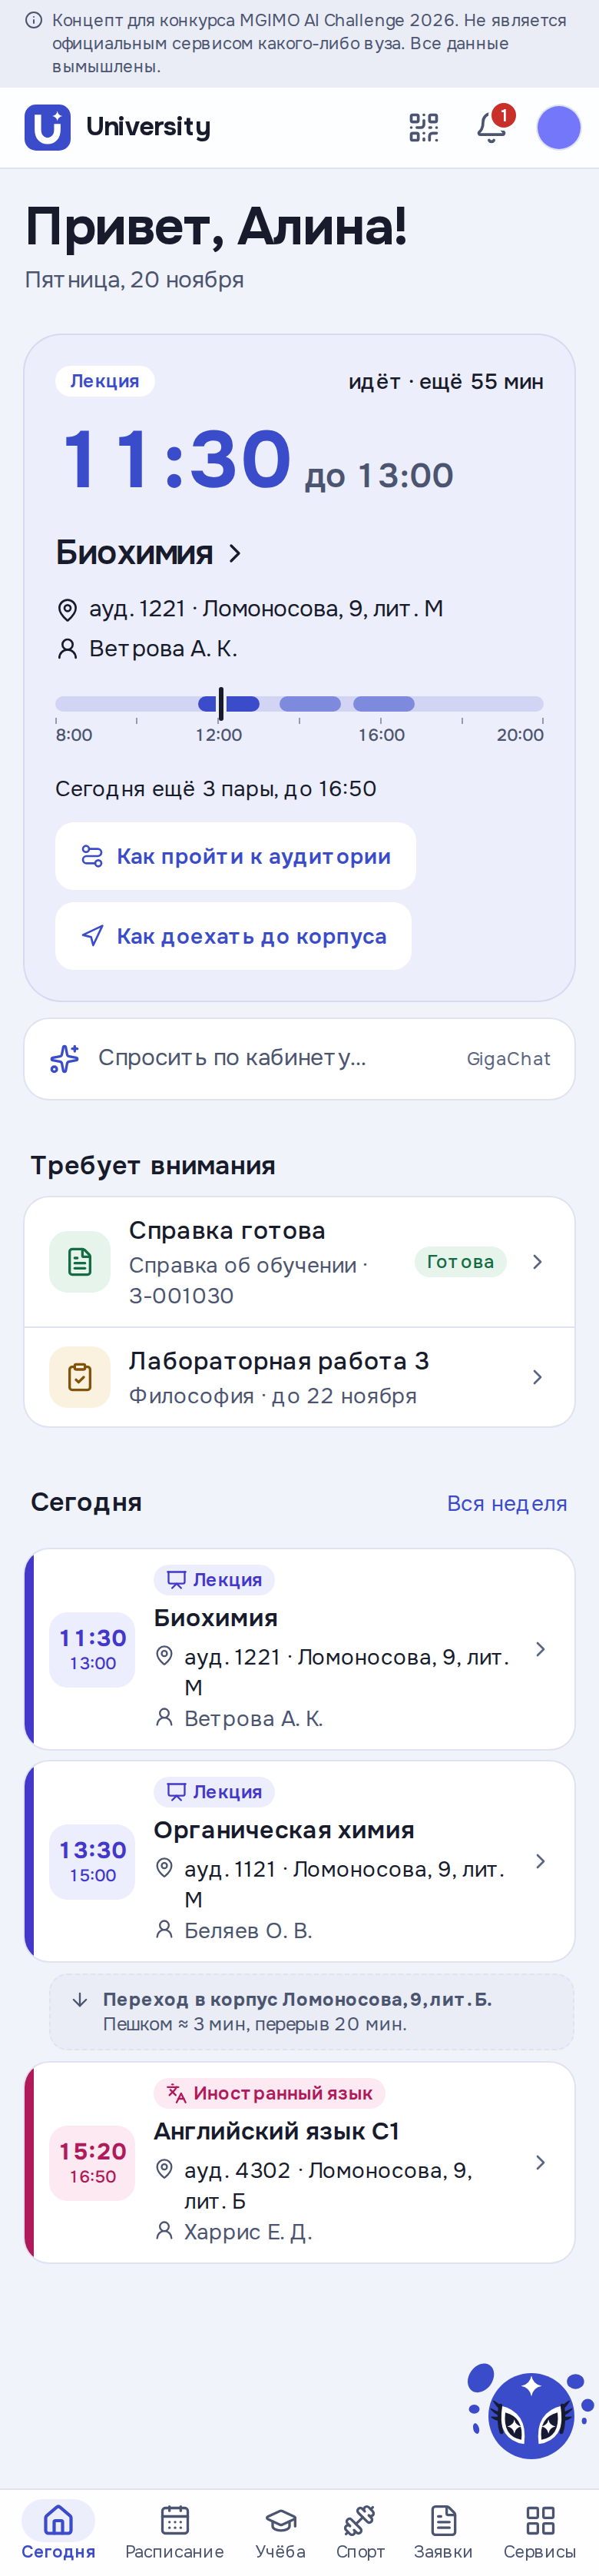 Концепт для конкурса MGIMO AI Challenge 2026. Не является
официальным сервисом какого-либо вуза. Все данные
вымышлены.
University
1
Привет, Алина!
Пятница, 20 ноября
Лекция
идёт · ещё 55 мин
11:30 до 13:00
Биохимия
ауд. 1221 · Ломоносова, 9, лит. М
Ветрова А. К.
8:00 12:00 16:00 20:00
Сегодня ещё 3 пары, до 16:50
Как пройти к аудитории
Как доехать до корпуса
Спросить по кабинету...
GigaChat
Требует внимания
Справка готова
Справка об обучении ·
З-001030
Готова
Лабораторная работа 3
Философия · до 22 ноября
Сегодня
Вся неделя
Лекция
11:30
13:00
Биохимия
ауд. 1221 · Ломоносова, 9, лит.
М
Ветрова А. К.
Лекция
13:30
15:00
Органическая химия
ауд. 1121 · Ломоносова, 9, лит.
М
Беляев О. В.
Переход в корпус Ломоносова, 9, лит. Б.
Пешком ≈ 3 мин, перерыв 20 мин.
Иностранный язык
15:20
16:50
Английский язык C1
ауд. 4302 · Ломоносова, 9,
лит. Б
Харрис Е. Д.
Сегодня Расписание Учёба Спорт Заявки Сервисы